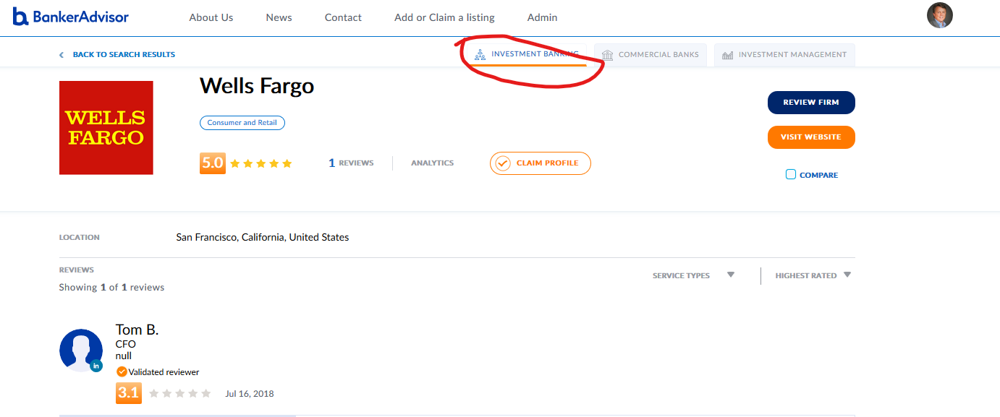 BankerAdvisor About Us News Contact Add or Claim a listing Admin
BACK TO SEARCH RESULTS INVESTMENT BANKING COMMERCIAL BANKS INVESTMENT MANAGEMENT
Wells Fargo
REVIEW FIRM
WELLS
FARGO
Consumer and Retail
VISIT WEBSITE
5.0 1 REVIEWS ANALYTICS CLAIM PROFILE
COMPARE
LOCATION San Francisco, California, United States
REVIEWS
SERVICE TYPES HIGHEST RATED
Showing 1 of 1 reviews
Tom B.
CFO
null
in
Validated reviewer
3.1 Jul 16, 2018